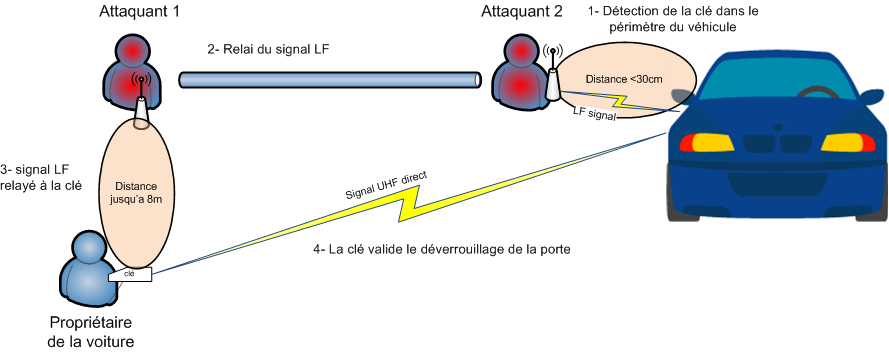 Attaquant 1
Attaquant 2
1- Détection de la clé dans le
périmètre du véhicule
2- Relai du signal LF
Distance <30cm
LF signal
3- signal LF
relayé à la clé
Distance
jusqu'a 8m
Signal UHF direct
4- La clé valide le déverrouillage de la porte
clé
Propriétaire
de la voiture